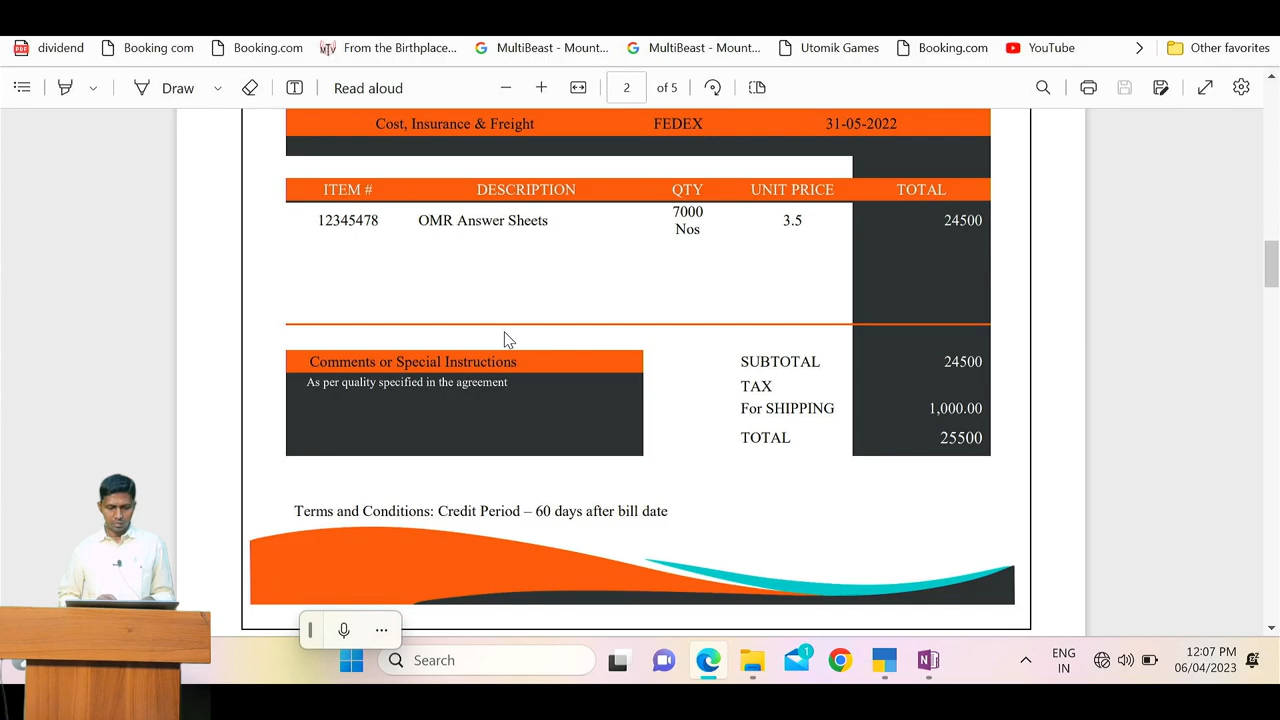 dividend Booking com Booking.com From the Birthplace... MultiBeast - Mount... MultiBeast - Mount... Utomik Games Booking.com YouTube Other favorites
Draw Read aloud 2 of 5
Cost, Insurance & Freight FEDEX 31-05-2022
ITEM # DESCRIPTION QTY UNIT PRICE TOTAL
12345478 OMR Answer Sheets 7000 Nos 3.5 24500
Comments or Special Instructions SUBTOTAL 24500
As per quality specified in the agreement TAX
For SHIPPING 1,000.00
TOTAL 25500
Terms and Conditions: Credit Period – 60 days after bill date
Search 1 ENG IN 12:07 PM 06/04/2023